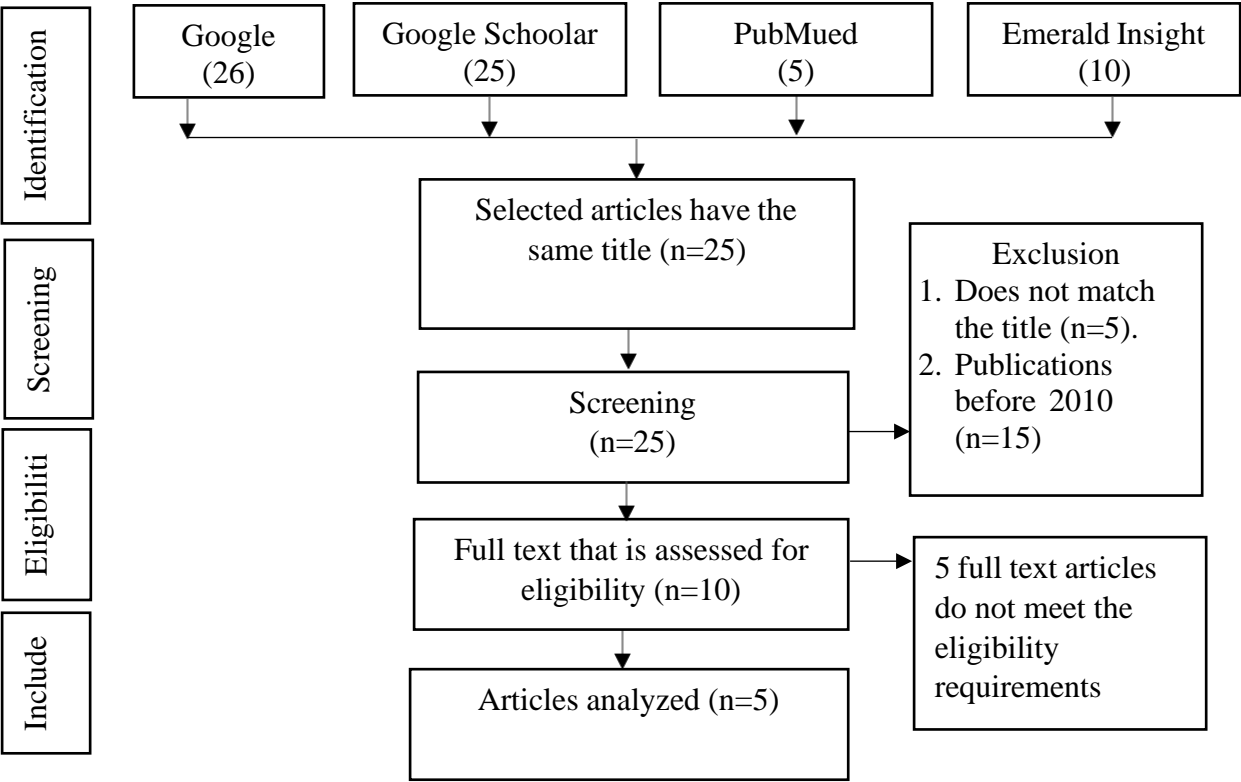 Identification
Google
(26)
Google Schoolar
(25)
PubMued
(5)
Emerald Insight
(10)
Selected articles have the
same title (n=25)
Screening
Exclusion
1. Does not match
the title (n=5).
2. Publications
before 2010
(n=15)
Screening
(n=25)
Eligibiliti
Full text that is assessed for
eligibility (n=10)
5 full text articles
do not meet the
eligibility
requirements
Include
Articles analyzed (n=5)